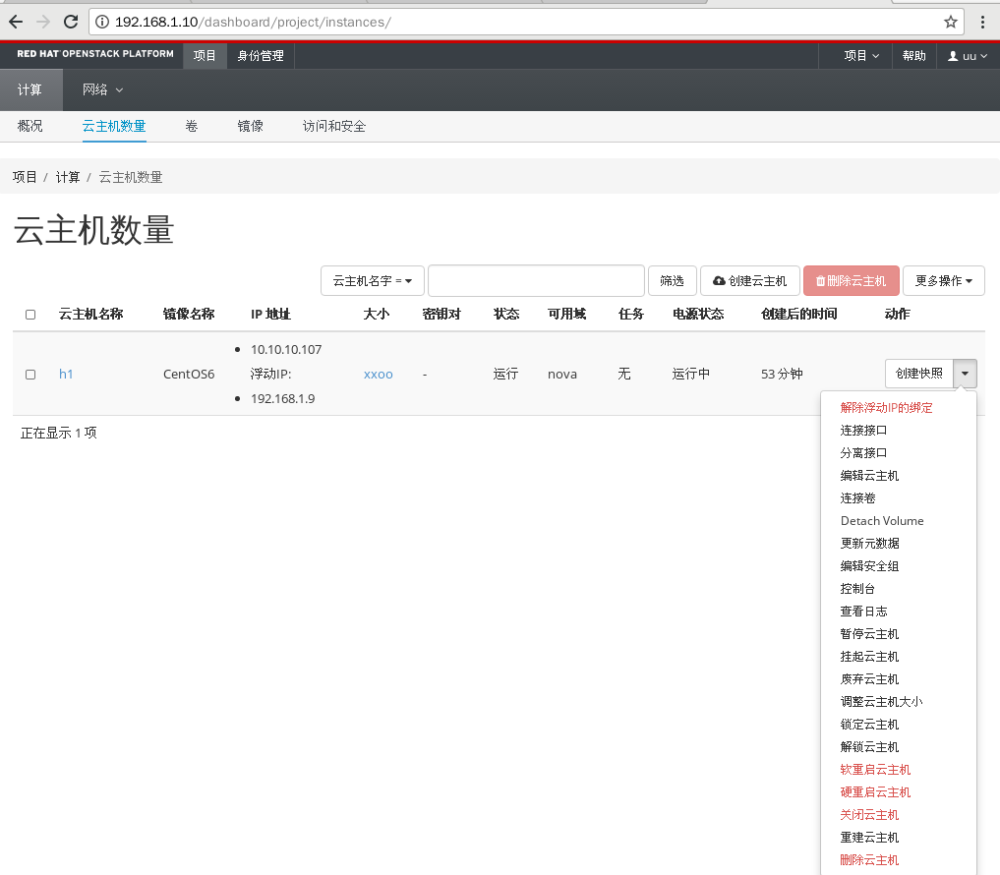 192.168.1.10/dashboard/project/instances/
RED HAT OPENSTACK PLATFORM 项目 身份管理 项目 帮助 uu
计算 网络
概况 云主机数量 卷 镜像 访问和安全
项目 / 计算 / 云主机数量
云主机数量
云主机名字 = 筛选 创建云主机 删除云主机 更多操作
云主机名称 镜像名称 IP 地址 大小 密钥对 状态 可用域 任务 电源状态 创建后的时间 动作
10.10.10.107
h1 CentOS6 浮动IP: xxoo - 运行 nova 无 运行中 53 分钟 创建快照
192.168.1.9
正在显示 1 项
解除浮动IP的绑定
连接接口
分离接口
编辑云主机
连接卷
Detach Volume
更新元数据
编辑安全组
控制台
查看日志
暂停云主机
挂起云主机
废弃云主机
调整云主机大小
锁定云主机
解锁云主机
软重启云主机
硬重启云主机
关闭云主机
重建云主机
删除云主机